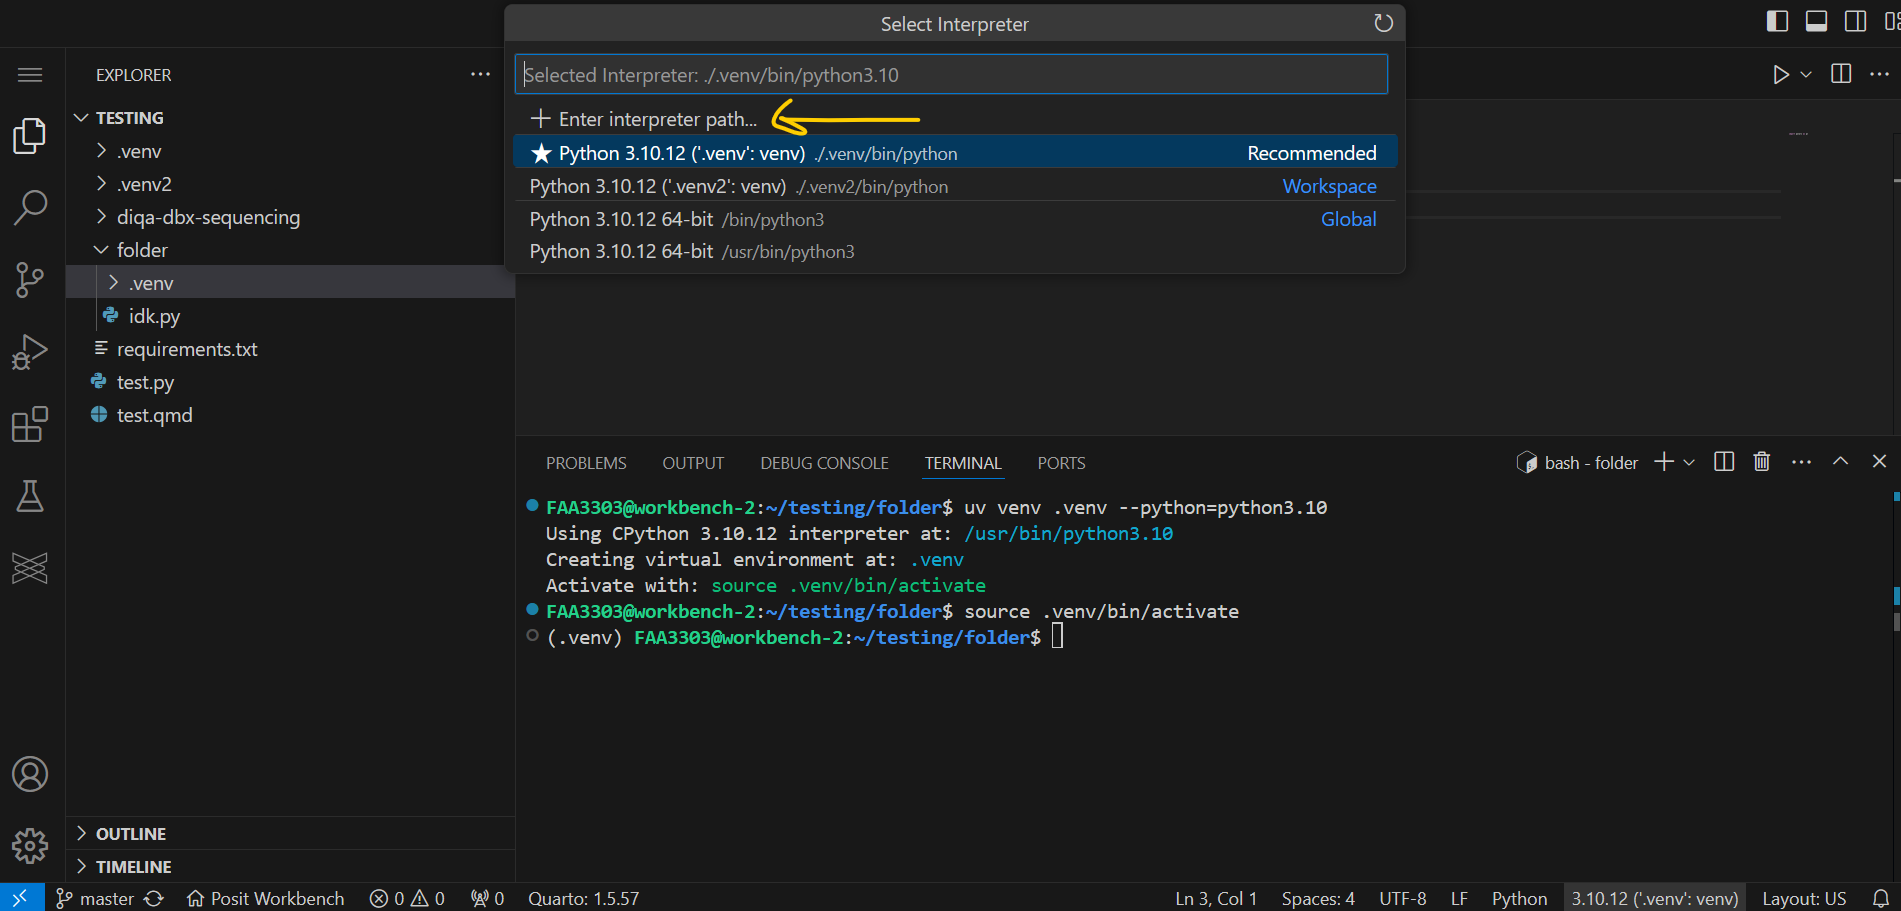 Select Interpreter
Selected Interpreter: ./.venv/bin/python3.10
Enter interpreter path...
Python 3.10.12 ('.venv': venv) ./.venv/bin/python Recommended
Python 3.10.12 ('.venv2': venv) ./.venv2/bin/python Workspace
Python 3.10.12 64-bit /bin/python3 Global
Python 3.10.12 64-bit /usr/bin/python3
EXPLORER
TESTING
.venv
.venv2
diqa-dbx-sequencing
folder
.venv
idk.py
requirements.txt
test.py
test.qmd
OUTLINE
TIMELINE
PROBLEMS OUTPUT DEBUG CONSOLE TERMINAL PORTS
bash - folder
FAA3303@workbench-2:~/testing/folder$ uv venv .venv --python=python3.10
Using CPython 3.10.12 interpreter at: /usr/bin/python3.10
Creating virtual environment at: .venv
Activate with: source .venv/bin/activate
FAA3303@workbench-2:~/testing/folder$ source .venv/bin/activate
(.venv) FAA3303@workbench-2:~/testing/folder$
master Posit Workbench 0 0 0 Quarto: 1.5.57 Ln 3, Col 1 Spaces: 4 UTF-8 LF Python 3.10.12 ('.venv': venv) Layout: US